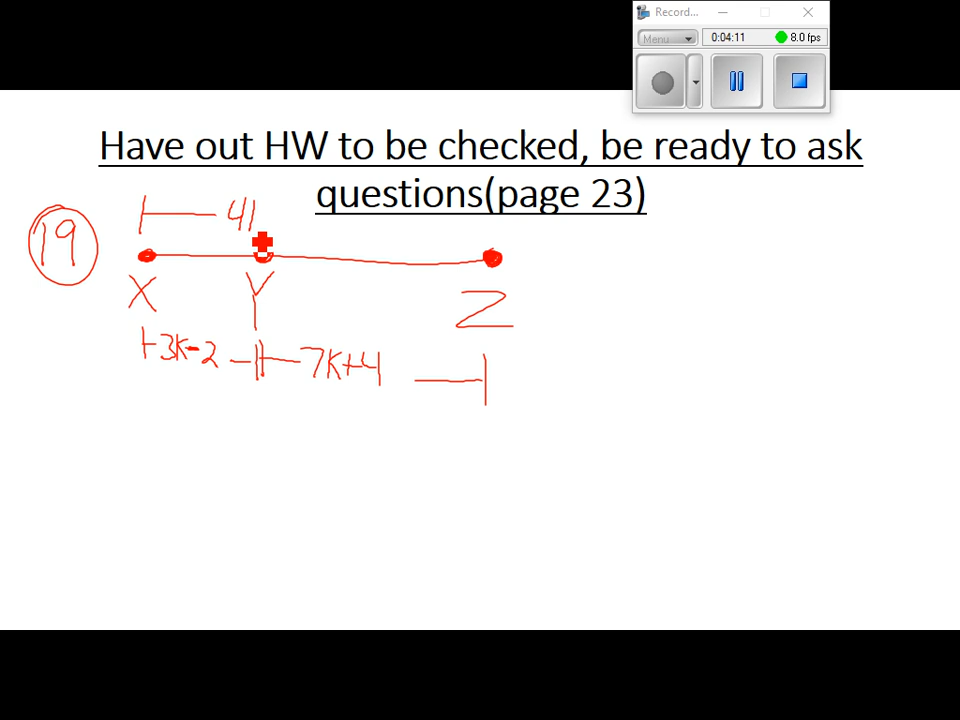 Record...
Menu
0:04:11
8.0 fps
Have out HW to be checked, be ready to ask
questions(page 23)
19
41
X Y Z
3K-2 7K+4